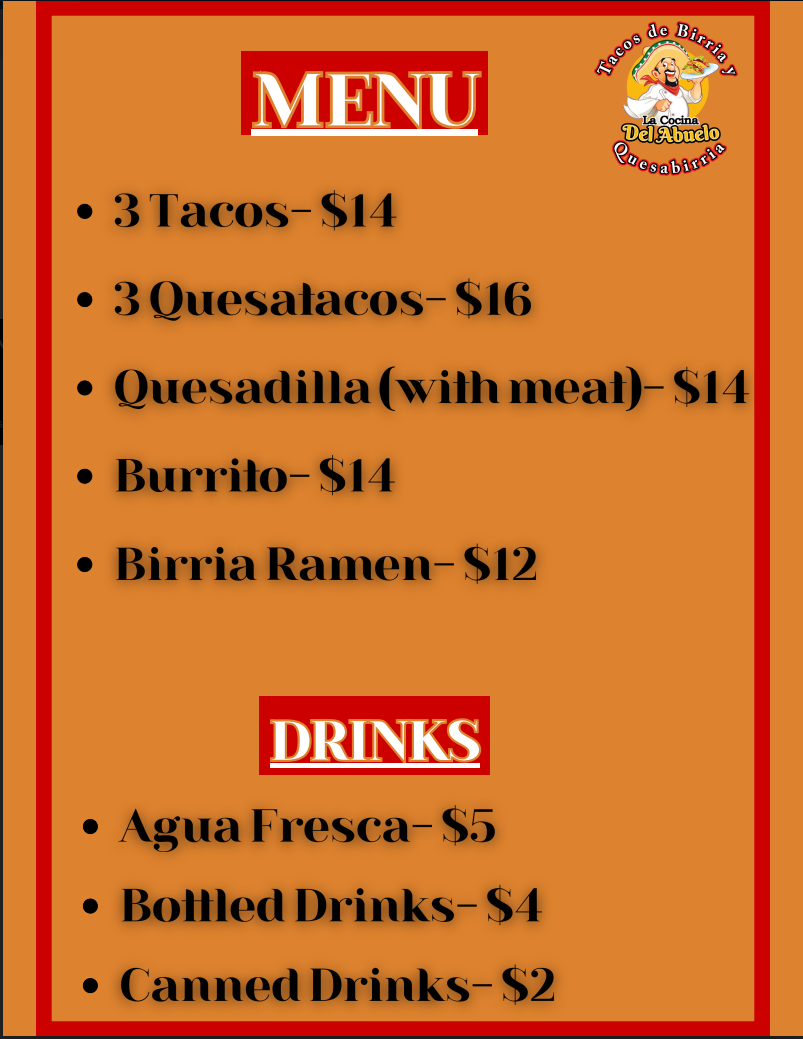 Tacos de Birria y
La Cocina
Del Abuelo
Quesabirria
MENU
• 3 Tacos- $14
• 3 Quesatacos- $16
• Quesadilla (with meat)- $14
• Burrito- $14
• Birria Ramen- $12
DRINKS
• Agua Fresca- $5
• Bottled Drinks- $4
• Canned Drinks- $2